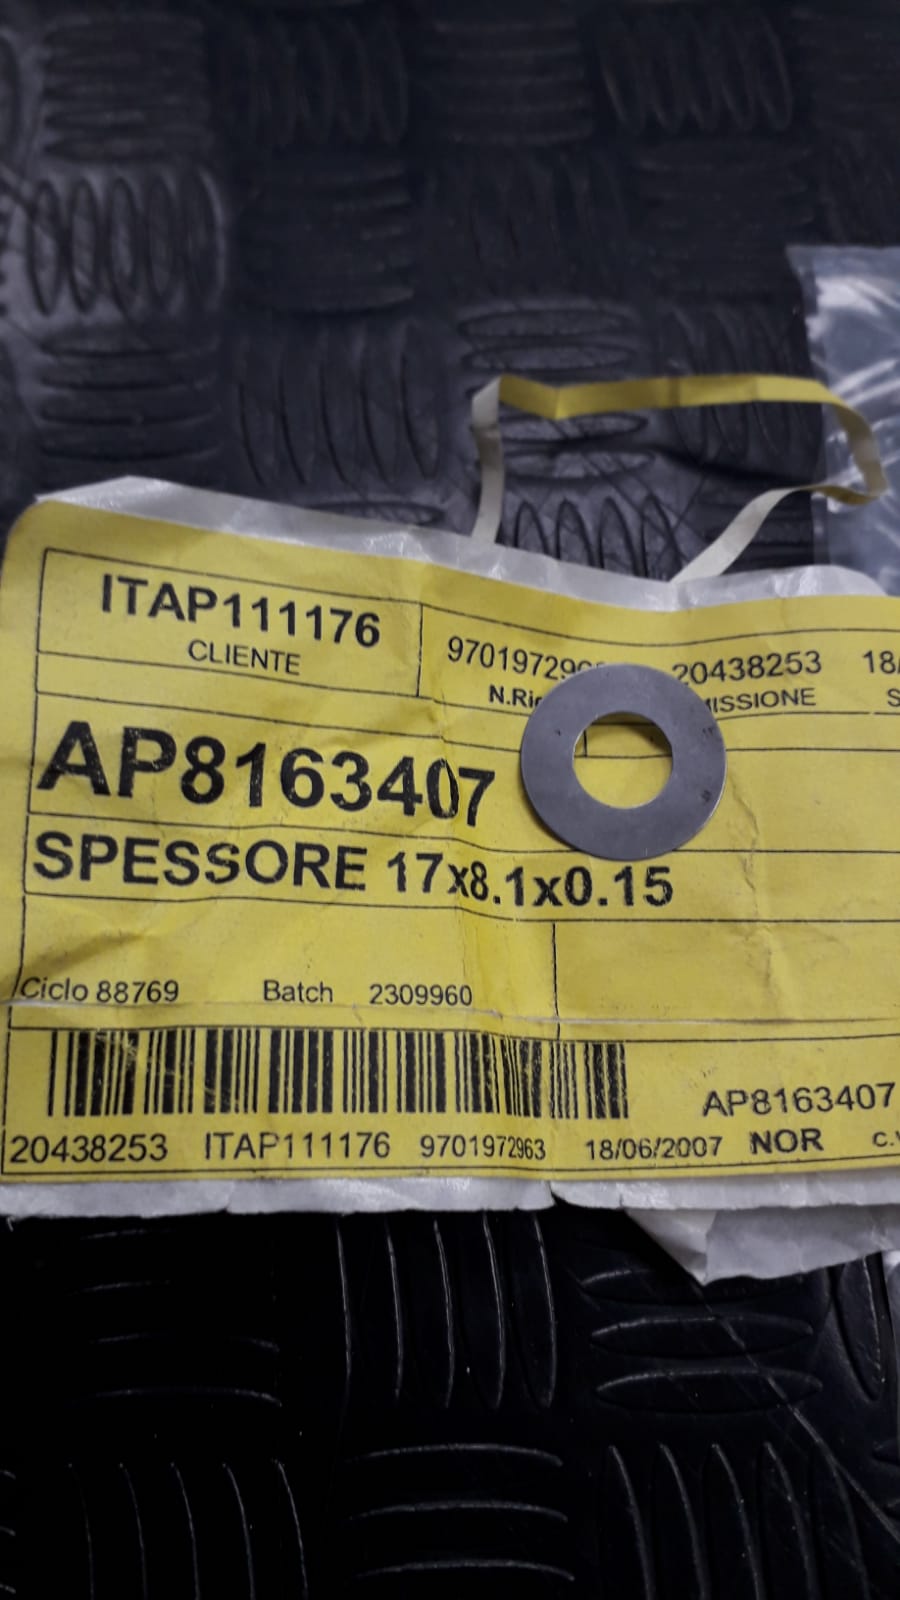 ITAP111176
CLIENTE
20438253 18/
AP8163407
SPESSORE 17x8.1x0.15
Ciclo 88769 Batch 2309960
AP8163407
20438253 ITAP111176 9701972963 18/06/2007 NOR